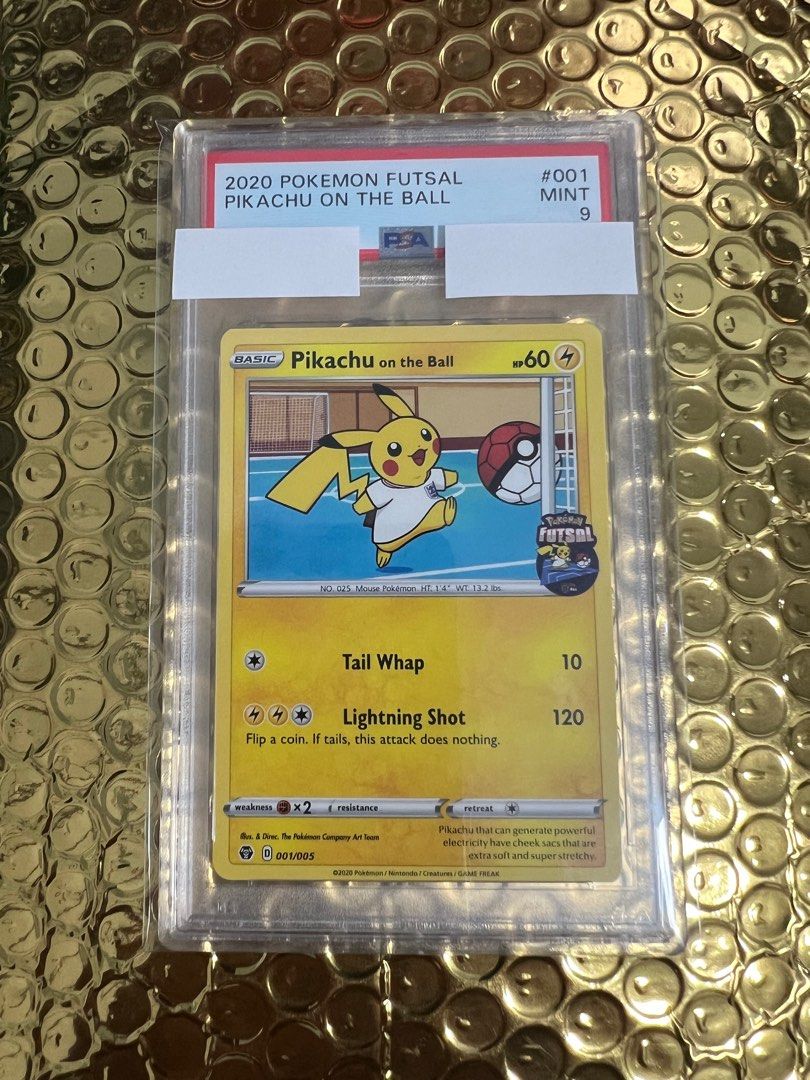 2020 POKEMON FUTSAL #001
PIKACHU ON THE BALL MINT
9
PSA
BASIC Pikachu on the Ball HP60
POKéMON
FUTSAL
NO. 025 Mouse Pokémon HT: 1'4" WT: 13.2 lbs.
Tail Whap 10
Lightning Shot 120
Flip a coin. If tails, this attack does nothing.
weakness ×2 resistance retreat
Illus. & Direc. The Pokémon Company Art Team
Pikachu that can generate powerful
electricity have cheek sacs that are
extra soft and super stretchy.
D 001/005
©2020 Pokémon / Nintendo / Creatures / GAME FREAK